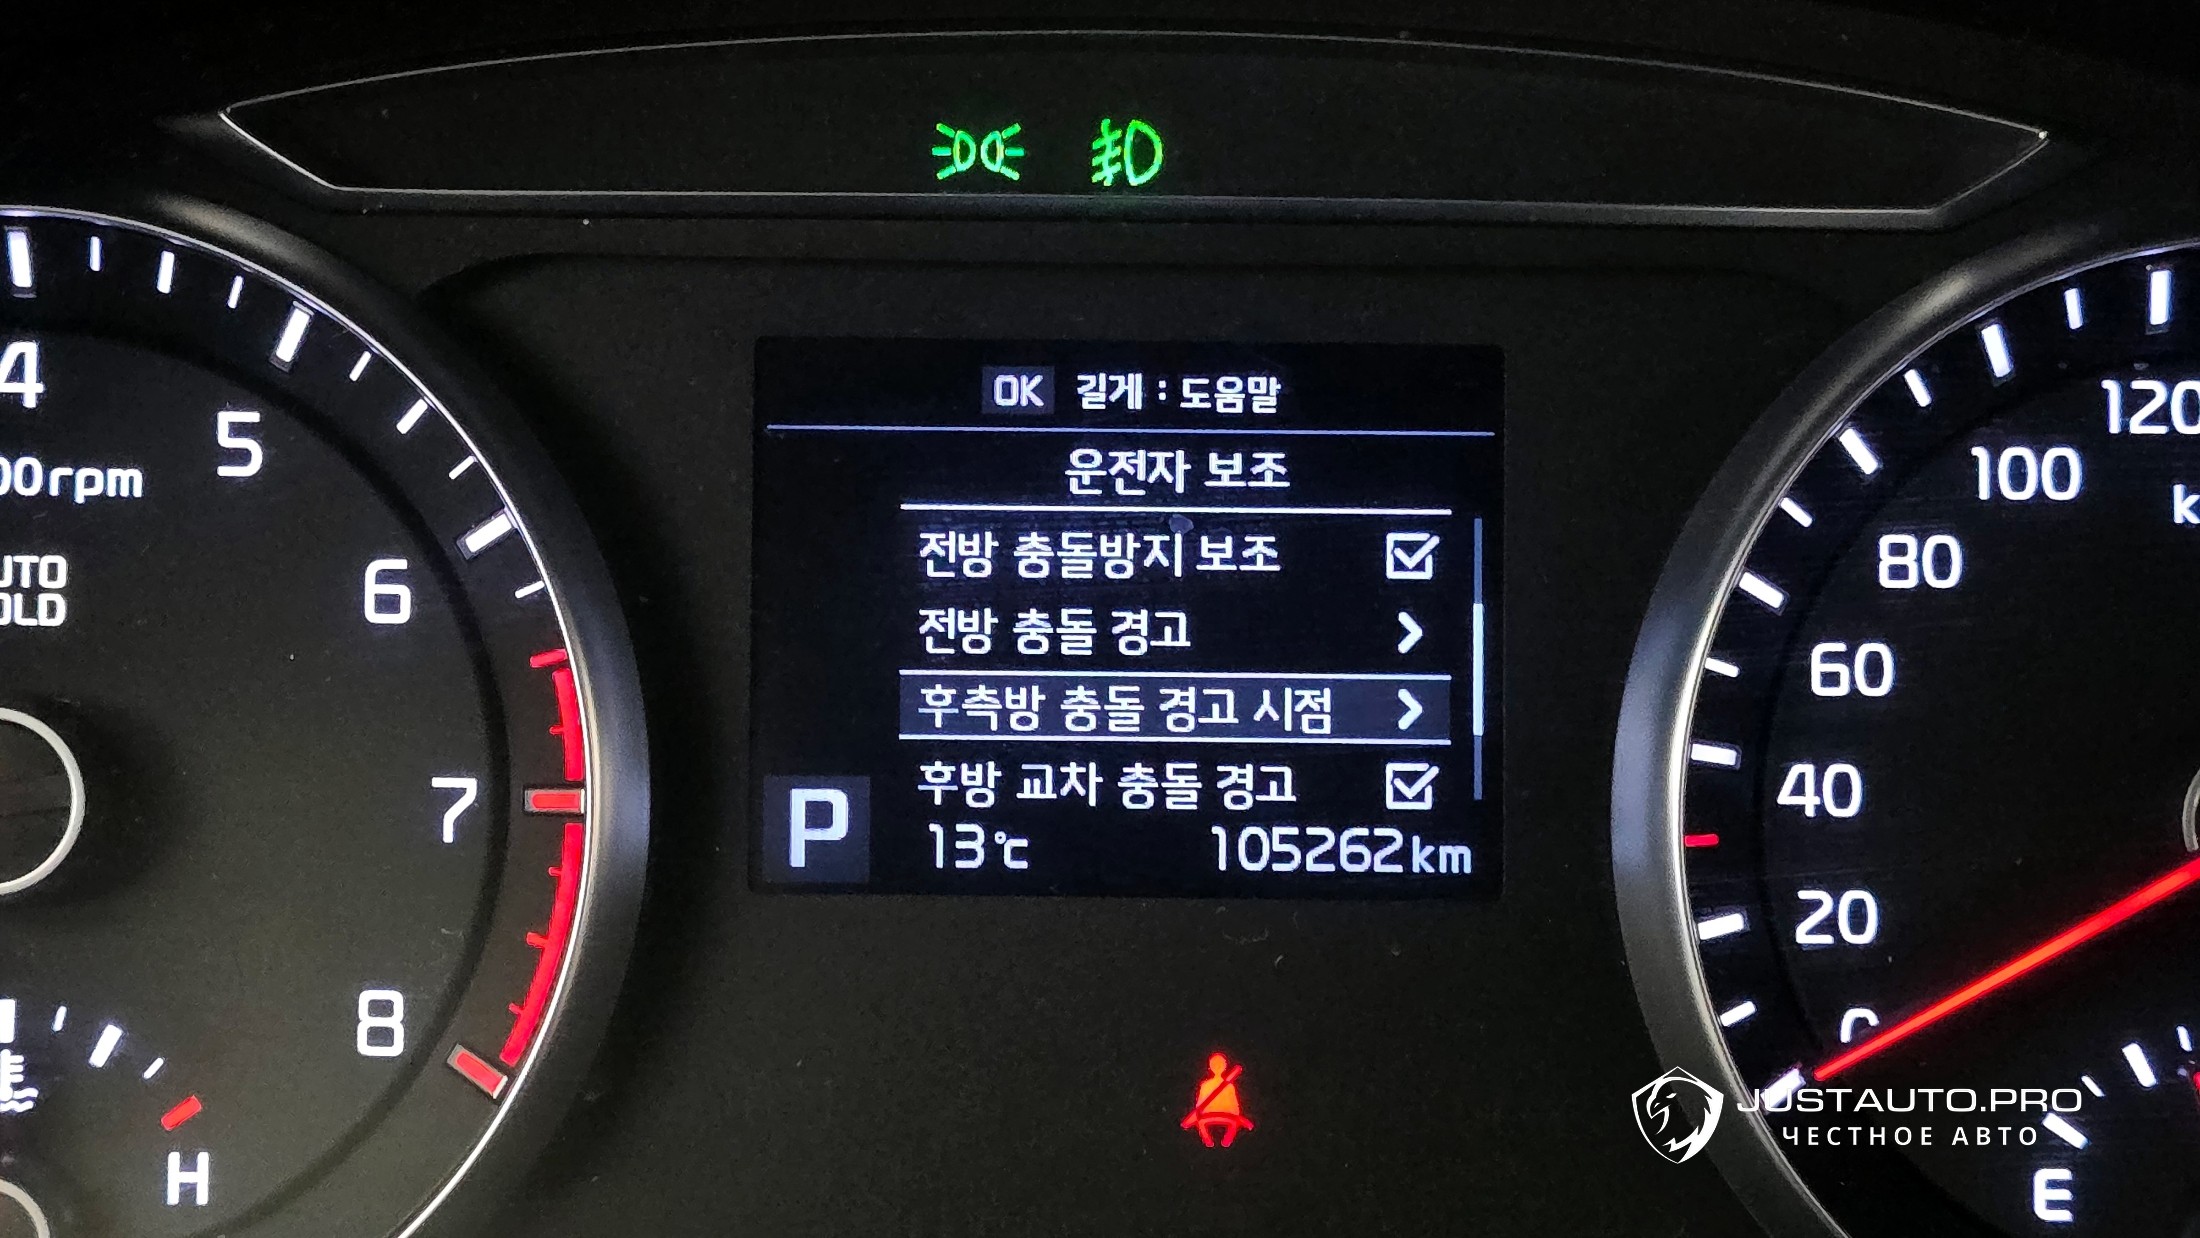 OK 길게 : 도움말
운전자 보조
전방 충돌방지 보조
전방 충돌 경고
후측방 충돌 경고 시점
후방 교차 충돌 경고
P
13℃ 105262km
4
5
6
7
8
H
120
100
80
60
40
20
0
E
JUSTAUTO.PRO
ЧЕСТНОЕ АВТО